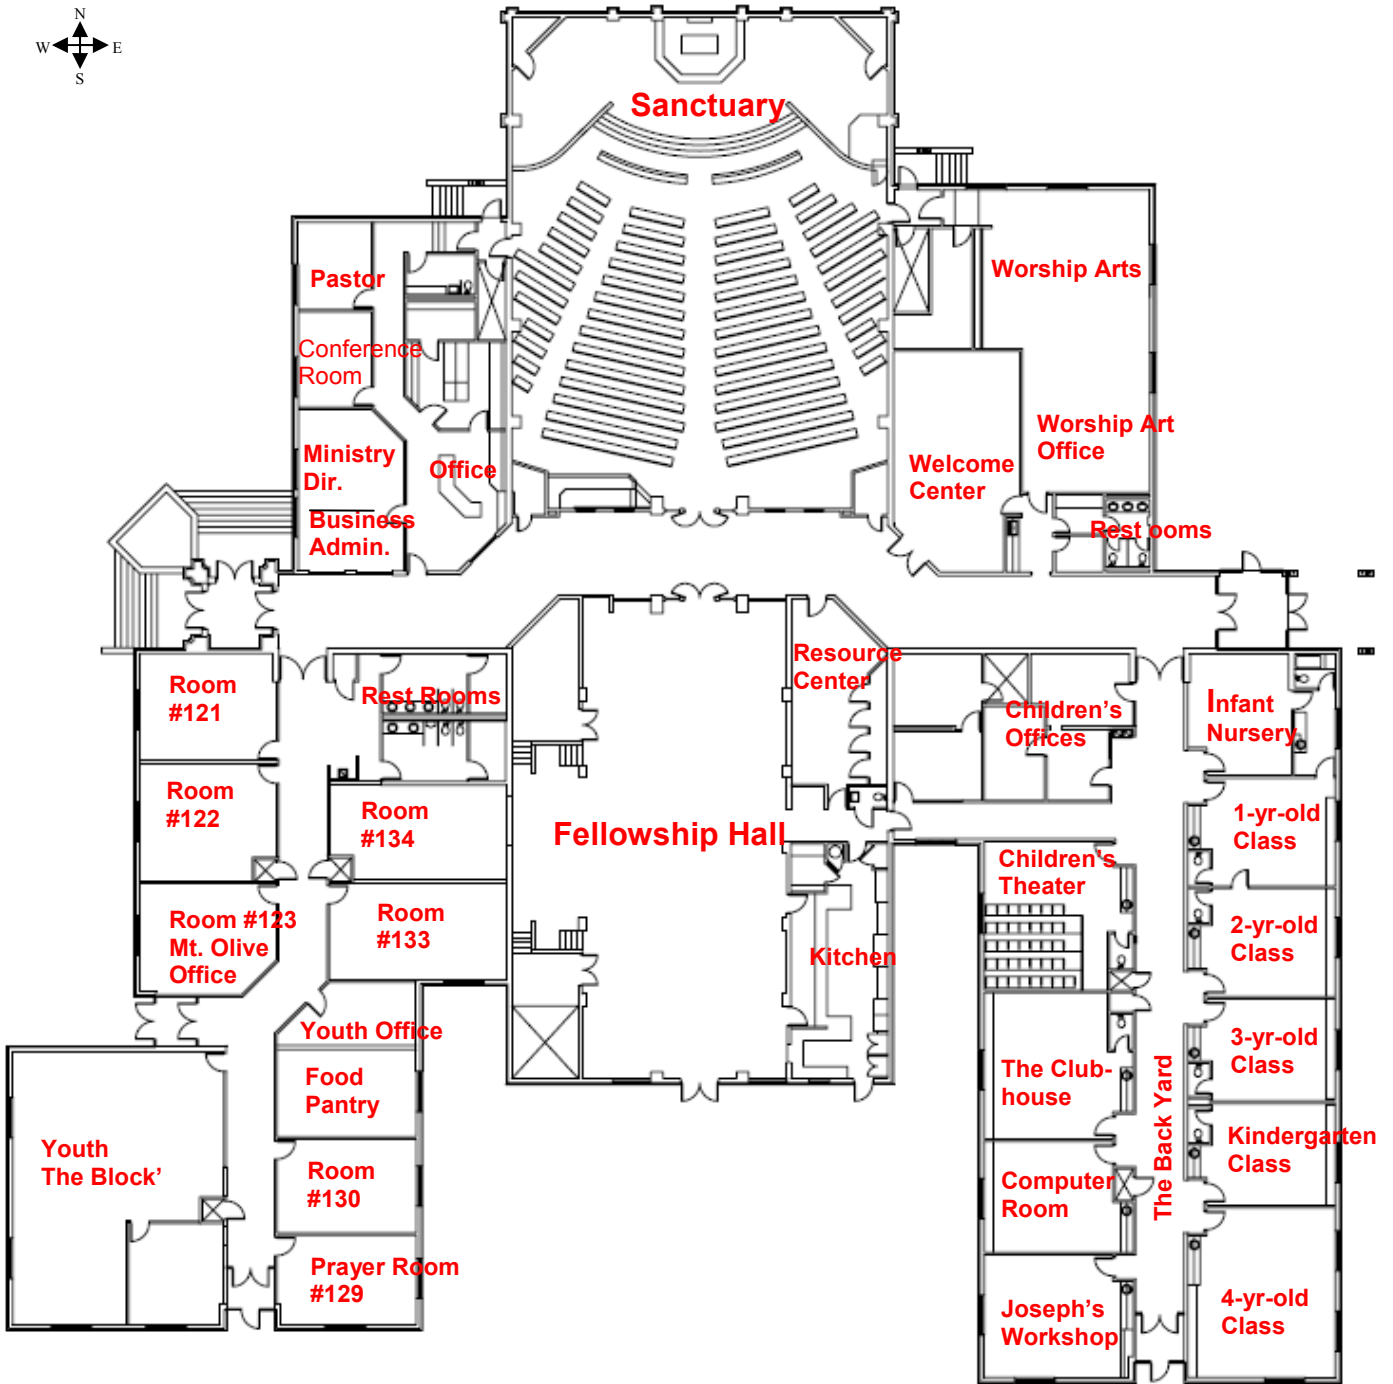 N
W E
S
Sanctuary
Pastor
Worship Arts
Conference
Room
Ministry
Dir.
Office
Worship Art
Office
Welcome
Center
Business
Admin.
Rest ooms
Resource
Center
Room
#121
Rest Rooms
Children's
Offices
Infant
Nursery
Room
#122
Room
#134
Fellowship Hall
1-yr-old
Class
Children's
Theater
Room #123
Mt. Olive
Office
Room
#133
Kitchen
2-yr-old
Class
Youth Office
3-yr-old
Class
Food
Pantry
The Club-
house
The Back Yard
Youth
The Block’
Kindergarten
Class
Room
#130
Computer
Room
Prayer Room
#129
Joseph’s
Workshop
4-yr-old
Class